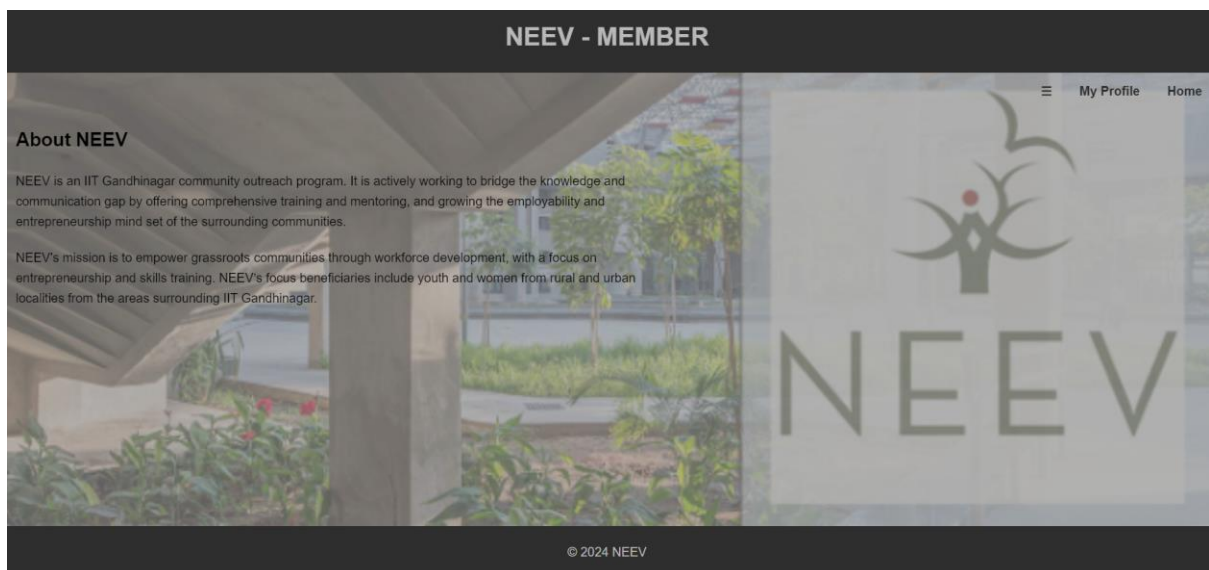 NEEV - MEMBER
☰ My Profile Home
About NEEV
NEEV is an IIT Gandhinagar community outreach program. It is actively working to bridge the knowledge and
communication gap by offering comprehensive training and mentoring, and growing the employability and
entrepreneurship mind set of the surrounding communities.
NEEV's mission is to empower grassroots communities through workforce development, with a focus on
entrepreneurship and skills training. NEEV's focus beneficiaries include youth and women from rural and urban
localities from the areas surrounding IIT Gandhinagar.
NEEV
© 2024 NEEV